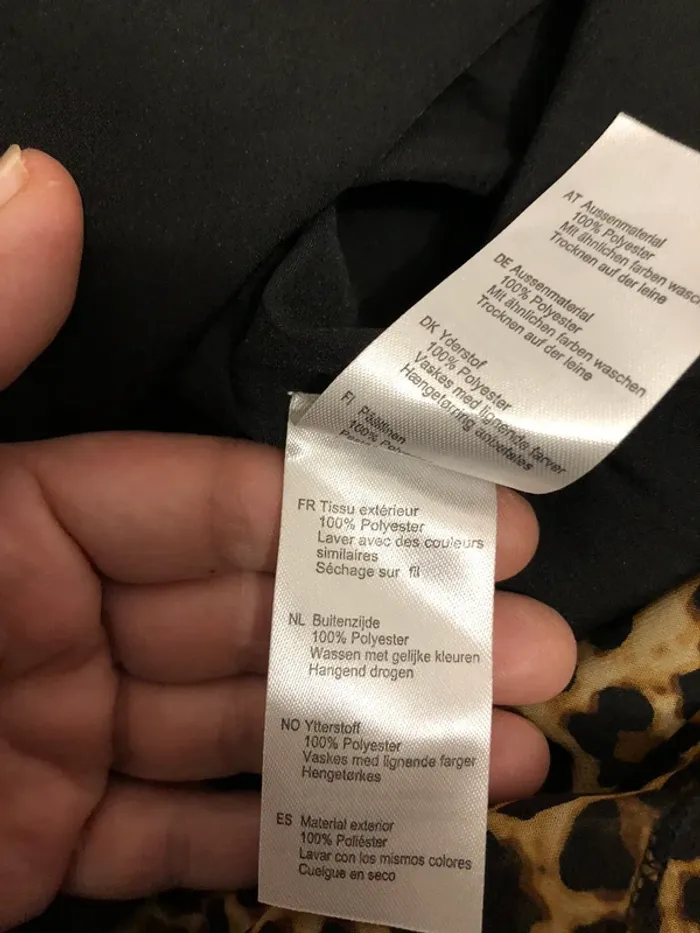 AT Aussenmaterial
100% Polyester
Mit ähnlichen farben
Trocknen auf der leine
DE Aussenmaterial
100% Polyester
Mit ähnlichen farben waschen
Trocknen auf der leine
DK Yderstof
100% Polyester
Vaskes med lignende farver
Hængetørring anbefales
FI Päällinen
100%
FR Tissu extérieur
100% Polyester
Laver avec des couleurs
similaires
Séchage sur fil
NL Buitenzijde
100% Polyester
Wassen met gelijke kleuren
Hangend drogen
NO Ytterstoff
100% Polyester
Vaskes med lignende farger
Hengetørkes
ES Material exterior
100% Poliéster
Lavar con los mismos colores
Cuelgue en seco